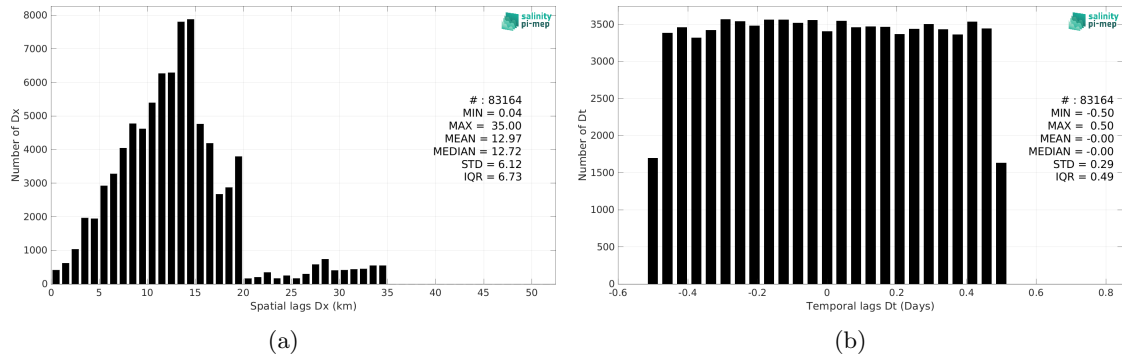 8000
7000
6000
5000
4000
3000
2000
1000
0
Number of Dx
salinity
pi-mep
# : 83164
MIN = 0.04
MAX = 35.00
MEAN = 12.97
MEDIAN = 12.72
STD = 6.12
IQR = 6.73
0 5 10 15 20 25 30 35 40 45 50
Spatial lags Dx (km)
(a)
3500
3000
2500
2000
1500
1000
500
0
Number of Dt
salinity
pi-mep
# : 83164
MIN = -0.50
MAX = 0.50
MEAN = -0.00
MEDIAN = -0.00
STD = 0.29
IQR = 0.49
-0.6 -0.4 -0.2 0 0.2 0.4 0.6 0.8
Temporal lags Dt (Days)
(b)